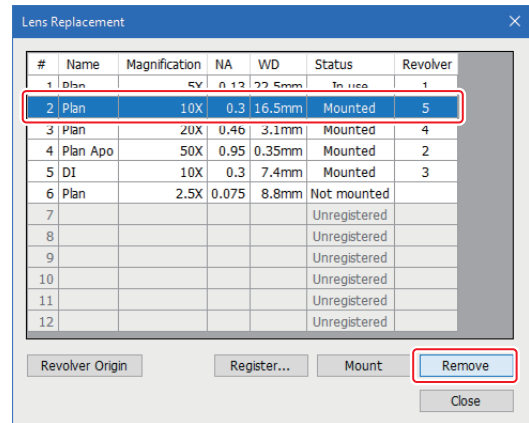 Lens Replacement
# Name Magnification NA WD Status Revolver
1 Plan 5X 0.13 22.5mm In use 1
2 Plan 10X 0.3 16.5mm Mounted 5
3 Plan 20X 0.46 3.1mm Mounted 4
4 Plan Apo 50X 0.95 0.35mm Mounted 2
5 DI 10X 0.3 7.4mm Mounted 3
6 Plan 2.5X 0.075 8.8mm Not mounted
7 Unregistered
8 Unregistered
9 Unregistered
10 Unregistered
11 Unregistered
12 Unregistered
Revolver Origin Register... Mount Remove
Close